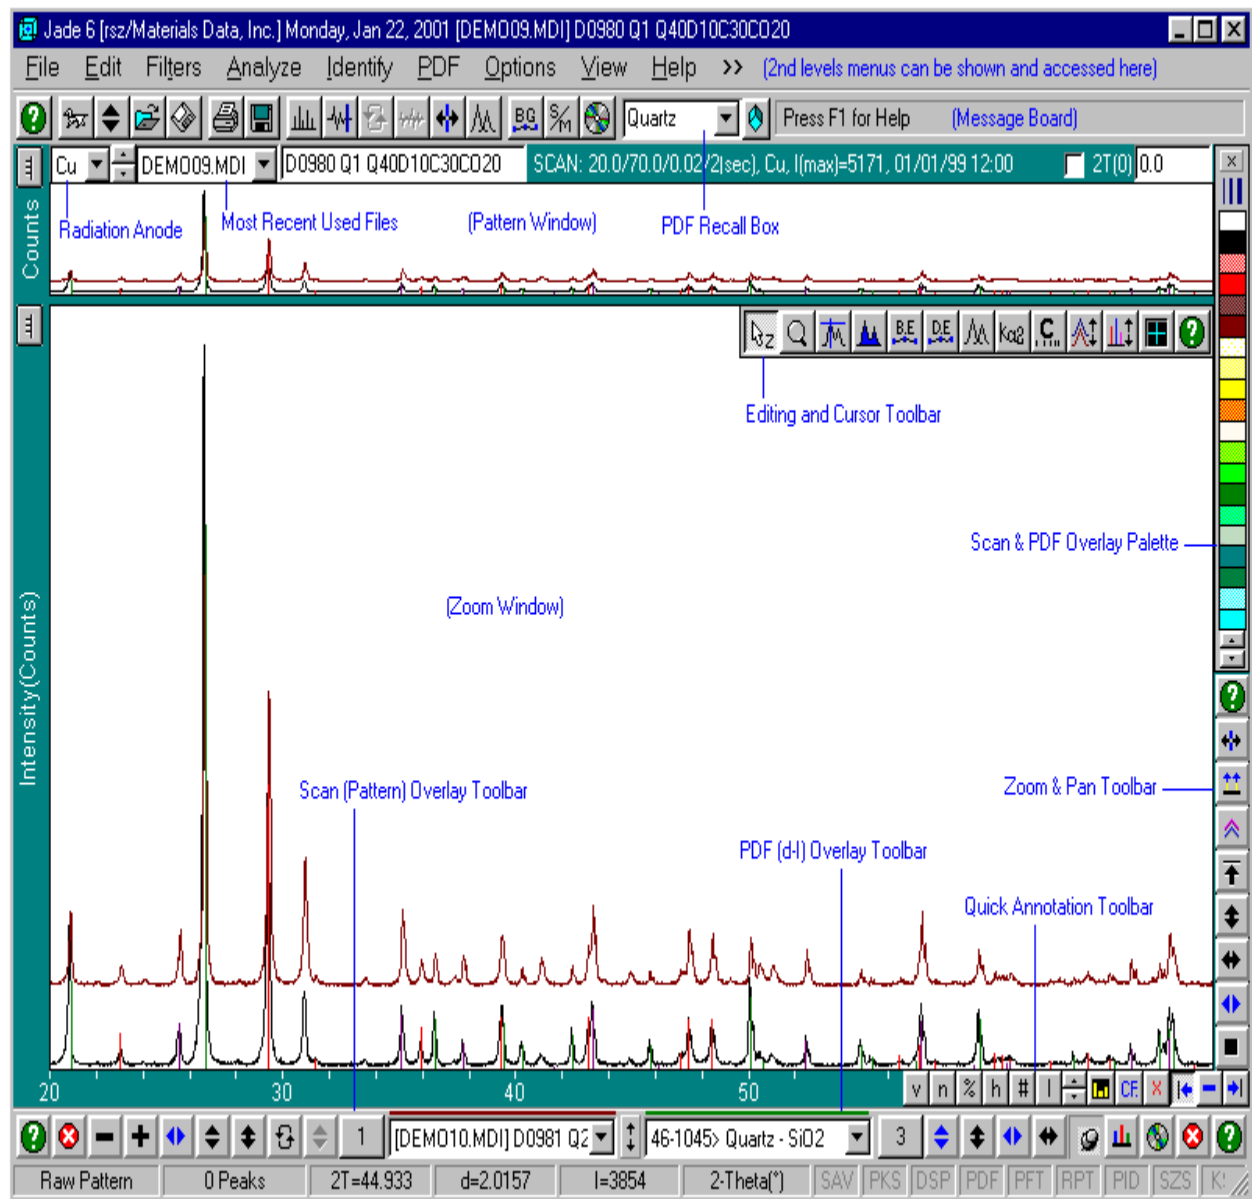 Jade 6 [rsz/Materials Data, Inc.] Monday, Jan 22, 2001 [DEMO09.MDI] D0980 Q1 Q40D10C30CO20
File Edit Filters Analyze Identify PDF Options View Help >> (2nd levels menus can be shown and accessed here)
BG S/M Quartz Press F1 for Help (Message Board)
Cu DEMO09.MDI D0980 Q1 Q40D10C30CO20 SCAN: 20.0/70.0/0.02/2(sec), Cu, I(max)=5171, 01/01/99 12:00 2T(0) 0.0
Counts
Radiation Anode Most Recent Used Files (Pattern Window) PDF Recall Box
Z B.E D.E kα2 C
Editing and Cursor Toolbar
Scan & PDF Overlay Palette
(Zoom Window)
Intensity(Counts)
Scan (Pattern) Overlay Toolbar
Zoom & Pan Toolbar
PDF (d-I) Overlay Toolbar
Quick Annotation Toolbar
20 30 40 50
v n % h # l CF. ×
1 [DEMO10.MDI] D0981 Q2 46-1045> Quartz - SiO2 3
Raw Pattern 0 Peaks 2T=44.933 d=2.0157 I=3854 2-Theta(°) SAV PKS DSP PDF PFT RPT PID SZS